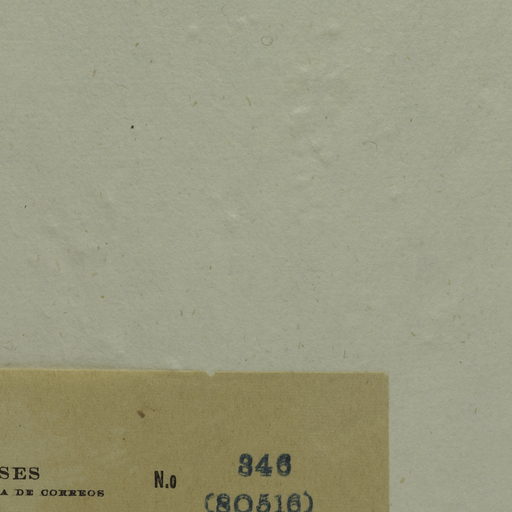 SES
A DE CORREOS
N.o 346
(80516)